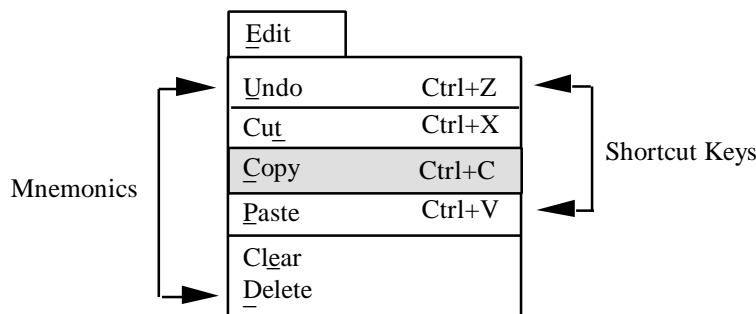 Edit
Undo Ctrl+Z
Cut Ctrl+X
Copy Ctrl+C
Paste Ctrl+V
Clear
Delete
Mnemonics
Shortcut Keys